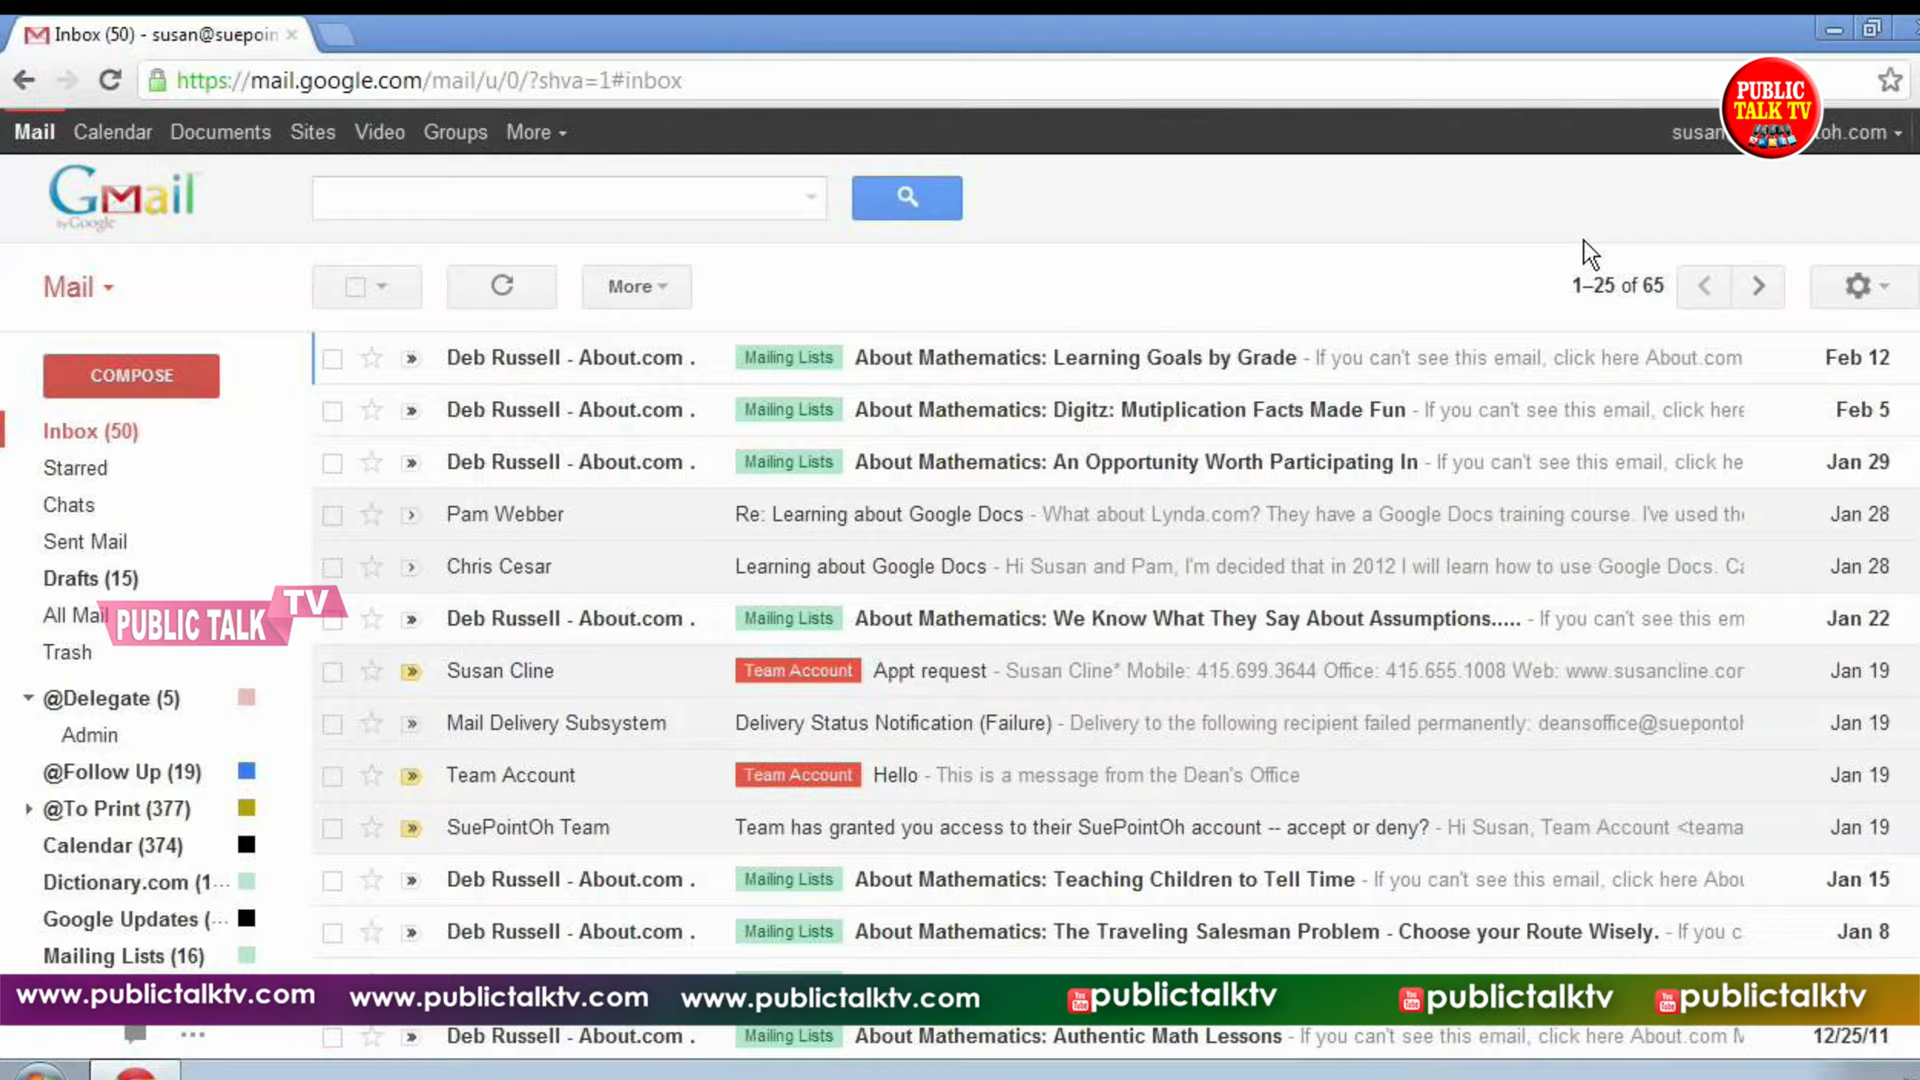 Inbox (50) - susan@suepoin
https://mail.google.com/mail/u/0/?shva=1#inbox
PUBLIC TALK TV
Mail Calendar Documents Sites Video Groups More
susan oh.com
Gmail
by Google
Mail
More
1–25 of 65
COMPOSE
Inbox (50)
Starred
Chats
Sent Mail
Drafts (15)
All Mail
Trash
@Delegate (5)
Admin
@Follow Up (19)
@To Print (377)
Calendar (374)
Dictionary.com (1...
Google Updates (...
Mailing Lists (16)
PUBLIC TALK TV
Deb Russell - About.com . Mailing Lists About Mathematics: Learning Goals by Grade - If you can't see this email, click here About.com Feb 12
Deb Russell - About.com . Mailing Lists About Mathematics: Digitz: Mutiplication Facts Made Fun - If you can't see this email, click here Feb 5
Deb Russell - About.com . Mailing Lists About Mathematics: An Opportunity Worth Participating In - If you can't see this email, click he Jan 29
Pam Webber Re: Learning about Google Docs - What about Lynda.com? They have a Google Docs training course. I've used the Jan 28
Chris Cesar Learning about Google Docs - Hi Susan and Pam, I'm decided that in 2012 I will learn how to use Google Docs. Ca Jan 28
Deb Russell - About.com . Mailing Lists About Mathematics: We Know What They Say About Assumptions..... - If you can't see this em Jan 22
Susan Cline Team Account Appt request - Susan Cline* Mobile: 415.699.3644 Office: 415.655.1008 Web: www.susancline.cor Jan 19
Mail Delivery Subsystem Delivery Status Notification (Failure) - Delivery to the following recipient failed permanently: deansoffice@suepontoh Jan 19
Team Account Team Account Hello - This is a message from the Dean's Office Jan 19
SuePointOh Team Team has granted you access to their SuePointOh account -- accept or deny? - Hi Susan, Team Account <teama Jan 19
Deb Russell - About.com . Mailing Lists About Mathematics: Teaching Children to Tell Time - If you can't see this email, click here Abou Jan 15
Deb Russell - About.com . Mailing Lists About Mathematics: The Traveling Salesman Problem - Choose your Route Wisely. - If you c Jan 8
www.publictalktv.com www.publictalktv.com www.publictalktv.com publictalktv publictalktv publictalktv
Deb Russell - About.com . Mailing Lists About Mathematics: Authentic Math Lessons - If you can't see this email, click here About.com M 12/25/11